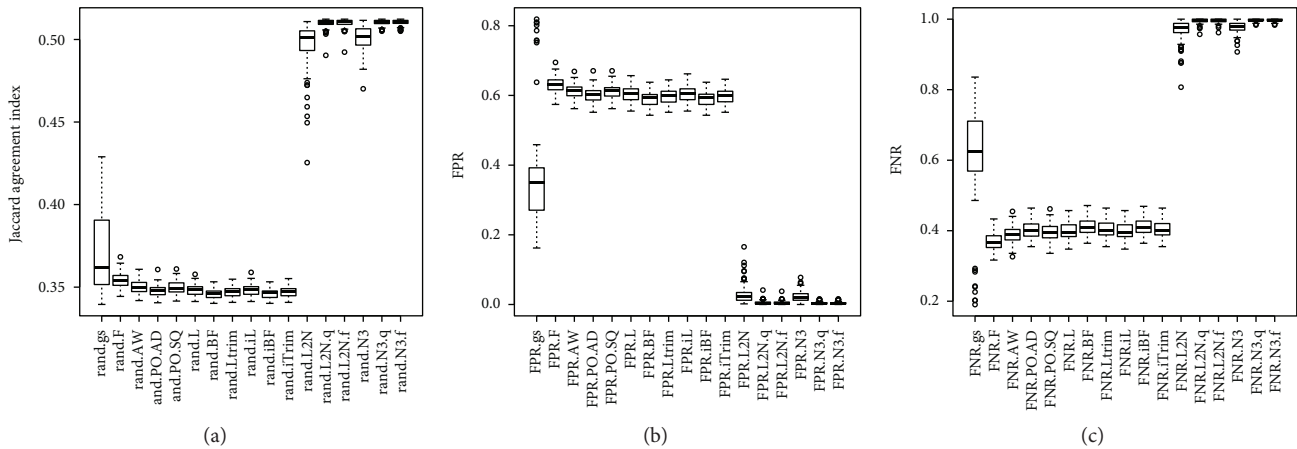 Jaccard agreement index
0.50
0.45
0.40
0.35
rand.gs
rand.F
rand.AW
and.PO.AD
and.PO.SQ
rand.L
rand.BF
rand.Ltrim
rand.iL
rand.iBF
rand.iTrim
rand.L2N
rand.L2N.q
rand.L2N.f
rand.N3
rand.N3.q
rand.N3.f
(a)
FPR
0.8
0.6
0.4
0.2
0.0
FPR.gs
FPR.F
FPR.AW
FPR.PO.AD
FPR.PO.SQ
FPR.L
FPR.BF
FPR.Ltrim
FPR.iL
FPR.iBF
FPR.iTrim
FPR.L2N
FPR.L2N.q
FPR.L2N.f
FPR.N3
FPR.N3.q
FPR.N3.f
(b)
FNR
1.0
0.8
0.6
0.4
0.2
FNR.gs
FNR.F
FNR.AW
FNR.PO.AD
FNR.PO.SQ
FNR.L
FNR.BF
FNR.Ltrim
FNR.iL
FNR.iBF
FNR.iTrim
FNR.L2N
FNR.L2N.q
FNR.L2N.f
FNR.N3
FNR.N3.q
FNR.N3.f
(c)